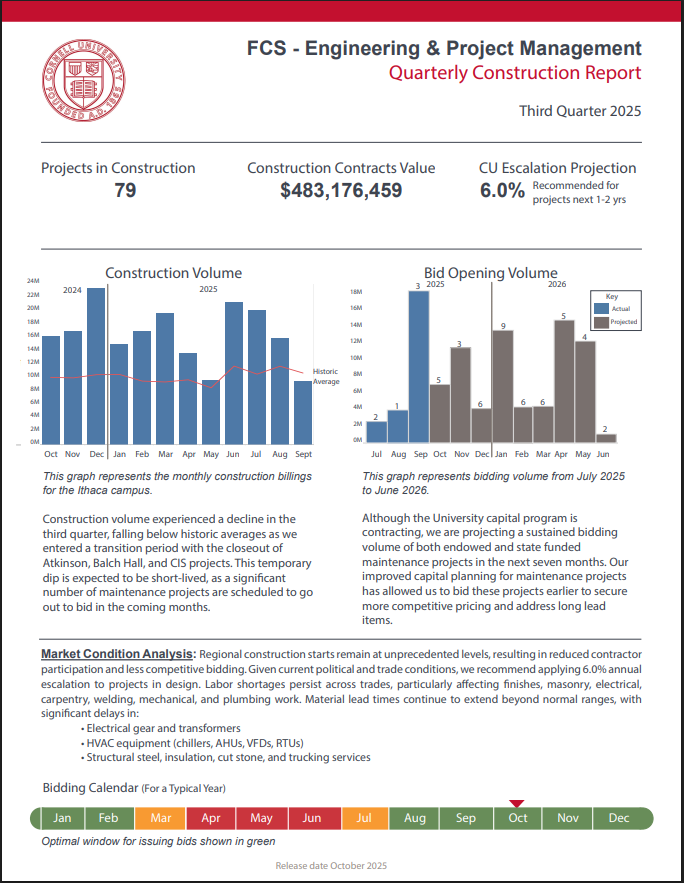 CORNELL UNIVERSITY
FOUNDED A.D. 1865
FCS - Engineering & Project Management
Quarterly Construction Report
Third Quarter 2025
Projects in Construction
79
Construction Contracts Value
$483,176,459
CU Escalation Projection
6.0%
Recommended for
projects next 1-2 yrs
Construction Volume
2024
2025
24M
22M
20M
18M
16M
14M
12M
10M
8M
6M
4M
2M
0M
Historic
Average
Oct Nov Dec Jan Feb Mar Apr May Jun Jul Aug Sept
This graph represents the monthly construction billings
for the Ithaca campus.
Construction volume experienced a decline in the
third quarter, falling below historic averages as we
entered a transition period with the closeout of
Atkinson, Balch Hall, and CIS projects. This temporary
dip is expected to be short-lived, as a significant
number of maintenance projects are scheduled to go
out to bid in the coming months.
Bid Opening Volume
2025
2026
Key
Actual
Projected
18M
16M
14M
12M
10M
8M
6M
4M
2M
0M
2 1 3 5 3 6 9 6 6 5 4 2
Jul Aug Sep Oct Nov Dec Jan Feb Mar Apr May Jun
This graph represents bidding volume from July 2025
to June 2026.
Although the University capital program is
contracting, we are projecting a sustained bidding
volume of both endowed and state funded
maintenance projects in the next seven months. Our
improved capital planning for maintenance projects
has allowed us to bid these projects earlier to secure
more competitive pricing and address long lead
items.
Market Condition Analysis: Regional construction starts remain at unprecedented levels, resulting in reduced contractor
participation and less competitive bidding. Given current political and trade conditions, we recommend applying 6.0% annual
escalation to projects in design. Labor shortages persist across trades, particularly affecting finishes, masonry, electrical,
carpentry, welding, mechanical, and plumbing work. Material lead times continue to extend beyond normal ranges, with
significant delays in:
• Electrical gear and transformers
• HVAC equipment (chillers, AHUs, VFDs, RTUs)
• Structural steel, insulation, cut stone, and trucking services
Bidding Calendar (For a Typical Year)
Jan Feb Mar Apr May Jun Jul Aug Sep Oct Nov Dec
Optimal window for issuing bids shown in green
Release date October 2025